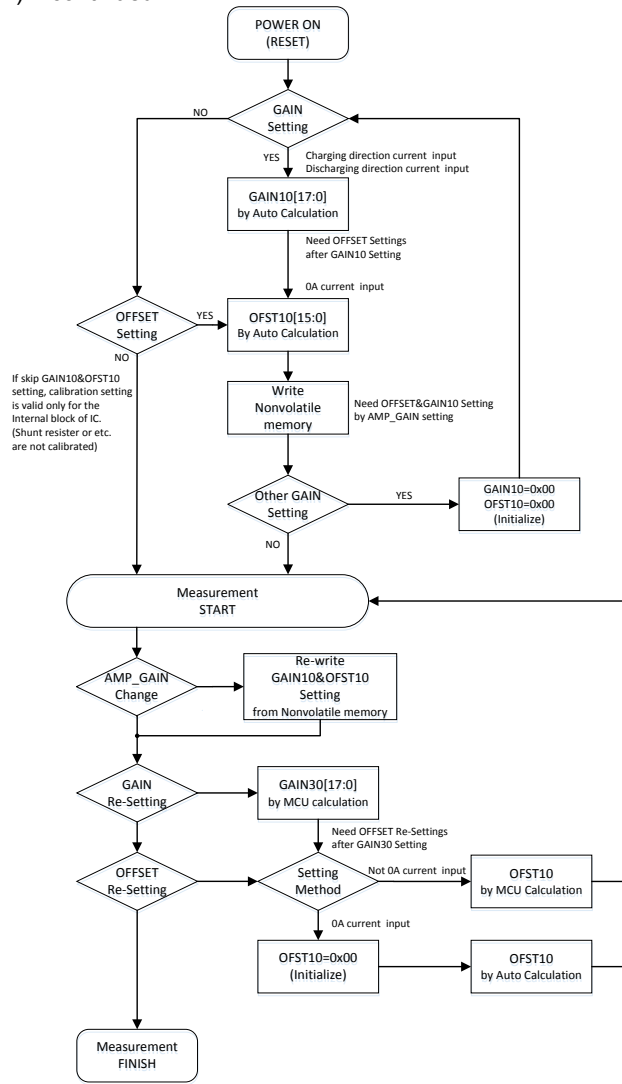 POWER ON
(RESET)
GAIN
Setting
NO
YES
Charging direction current input
Discharging direction current input
GAIN10[17:0]
by Auto Calculation
Need OFFSET Settings
after GAIN10 Setting
0A current input
OFFSET
Setting
YES
OFST10[15:0]
By Auto Calculation
NO
If skip GAIN10&OFST10
setting, calibration setting
is valid only for the
Internal block of IC.
(Shunt resister or etc.
are not calibrated)
Write
Nonvolatile
memory
Need OFFSET&GAIN10 Setting
by AMP_GAIN setting
Other GAIN
Setting
YES
GAIN10=0x00
OFST10=0x00
(Initialize)
NO
Measurement
START
AMP_GAIN
Change
Re-write
GAIN10&OFST10
Setting
from Nonvolatile memory
GAIN
Re-Setting
GAIN30[17:0]
by MCU calculation
Need OFFSET Re-Settings
after GAIN30 Setting
OFFSET
Re-Setting
Setting
Method
Not 0A current input
OFST10
by MCU Calculation
0A current input
OFST10=0x00
(Initialize)
OFST10
by Auto Calculation
Measurement
FINISH